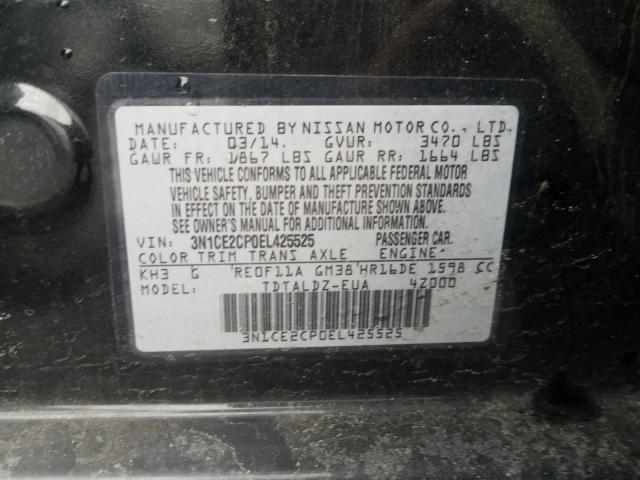 MANUFACTURED BY NISSAN MOTOR CO., LTD.
DATE: 03/14. GVWR: 3470 LBS
GAWR FR: 1867 LBS GAWR RR: 1664 LBS
THIS VEHICLE CONFORMS TO ALL APPLICABLE FEDERAL MOTOR
VEHICLE SAFETY, BUMPER AND THEFT PREVENTION STANDARDS
IN EFFECT ON THE DATE OF MANUFACTURE SHOWN ABOVE.
SEE OWNER'S MANUAL FOR ADDITIONAL INFORMATION.
VIN: 3N1CE2CP0EL425525 PASSENGER CAR.
COLOR TRIM TRANS AXLE ENGINE
KH3 G RE0F11A GM38 HR16DE 1598 CC
TDTALDZ-EUA 4Z000
3N1CE2CP0EL425525